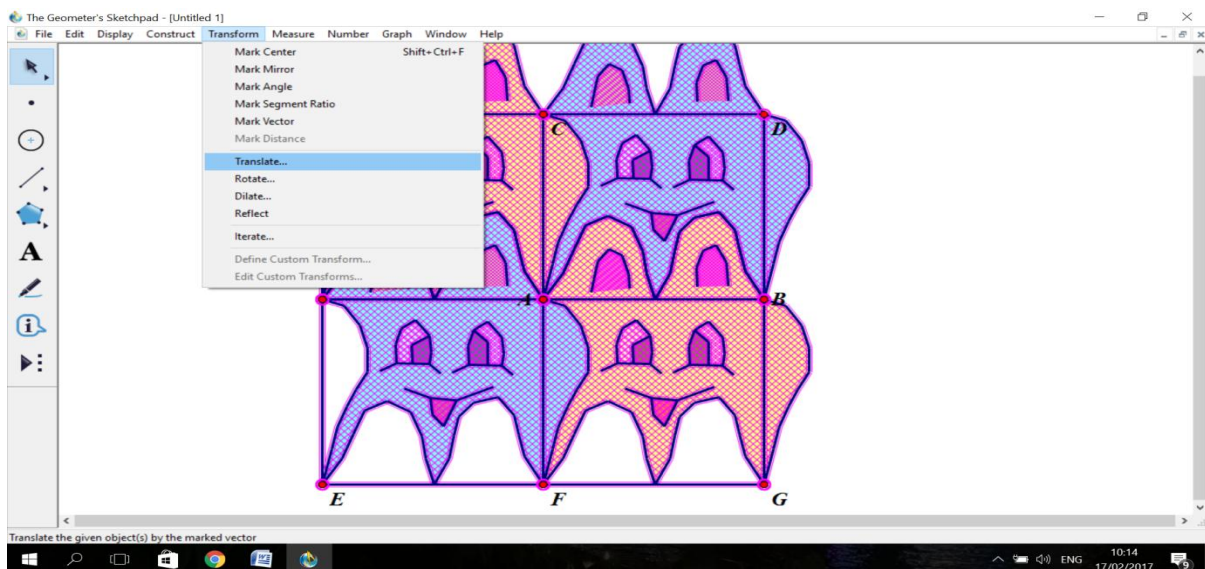 The Geometer's Sketchpad - [Untitled 1]
File Edit Display Construct Transform Measure Number Graph Window Help
Mark Center Shift+Ctrl+F
Mark Mirror
Mark Angle
Mark Segment Ratio
Mark Vector
Mark Distance
Translate...
Rotate...
Dilate...
Reflect
Iterate...
Define Custom Transform...
Edit Custom Transforms...
A
C D
A B
E F G
Translate the given object(s) by the marked vector
ENG 10:14
17/02/2017
9